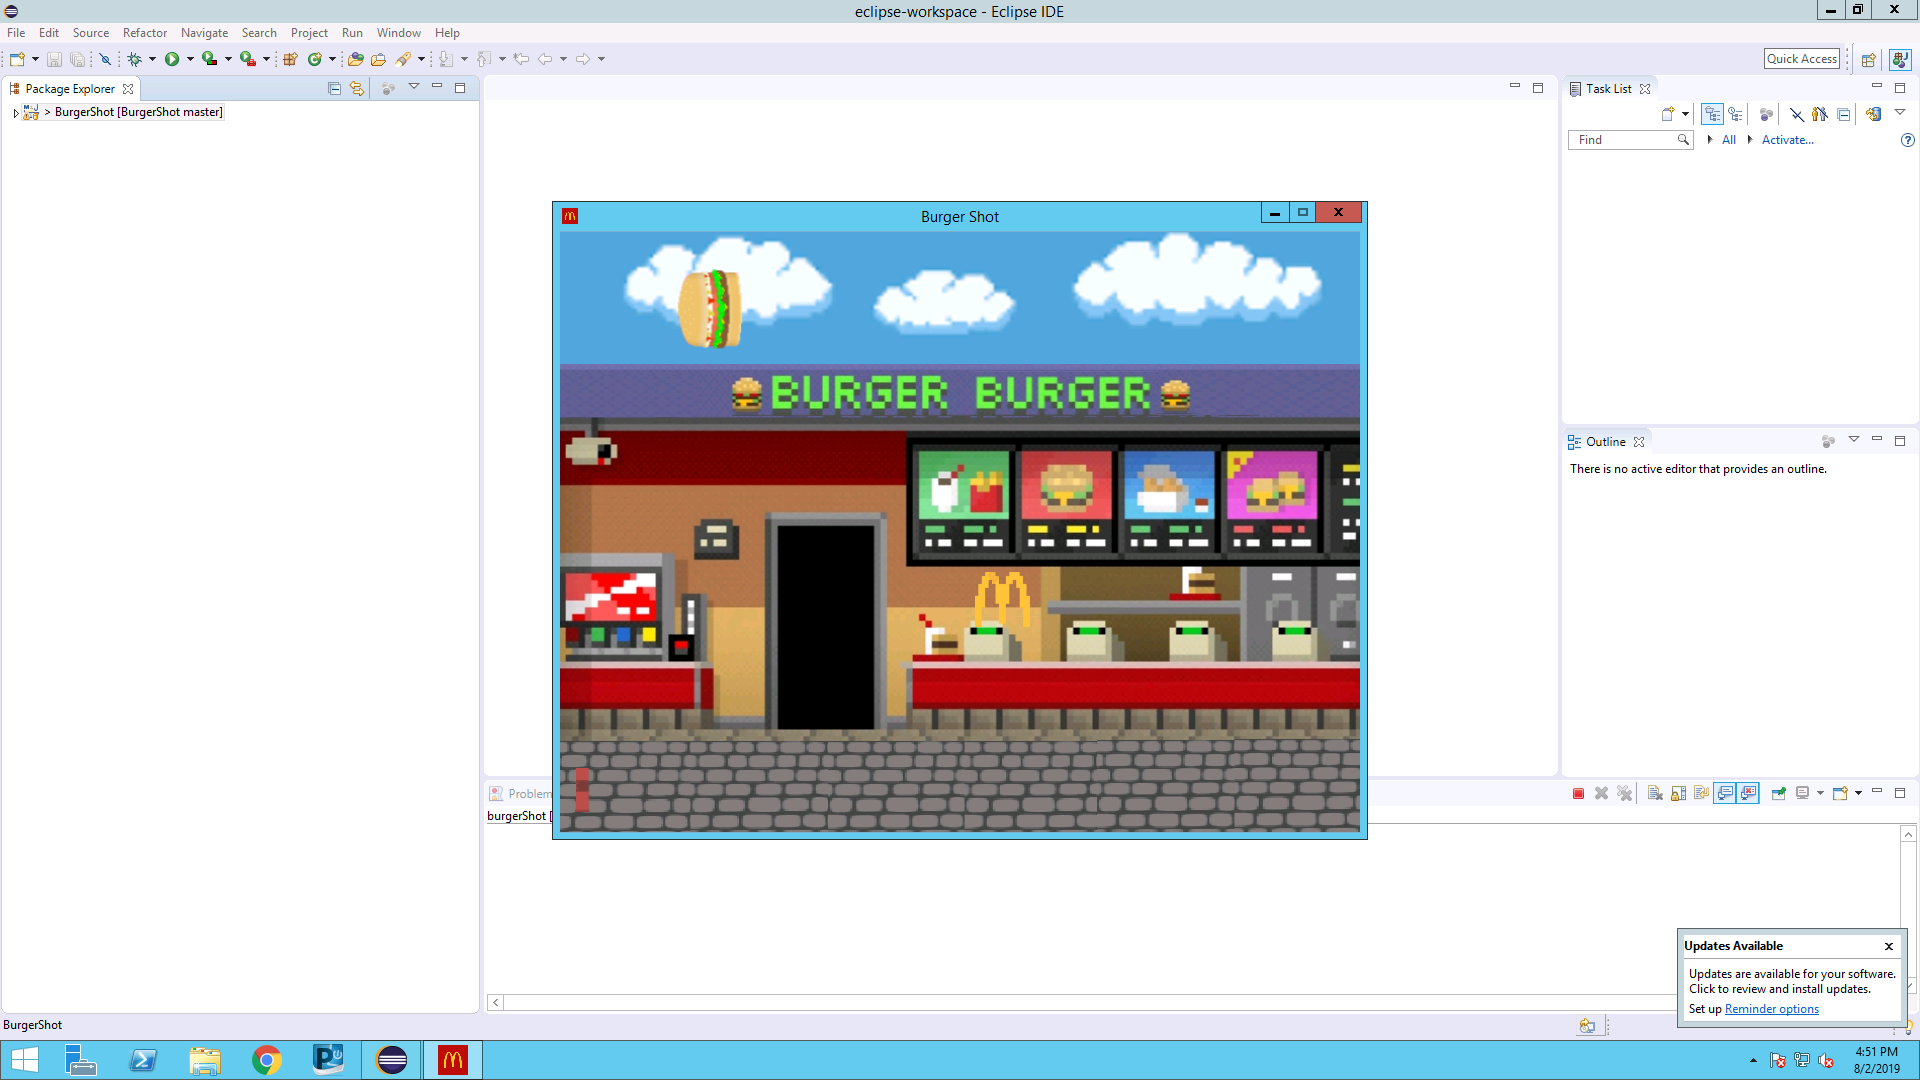 eclipse-workspace - Eclipse IDE
File Edit Source Refactor Navigate Search Project Run Window Help
Quick Access
Package Explorer
> BurgerShot [BurgerShot master]
Task List
Find
All
Activate...
Burger Shot
BURGER BURGER
Outline
There is no active editor that provides an outline.
Problem
burgerShot [
Updates Available
Updates are available for your software.
Click to review and install updates.
Set up Reminder options
BurgerShot
4:51 PM
8/2/2019